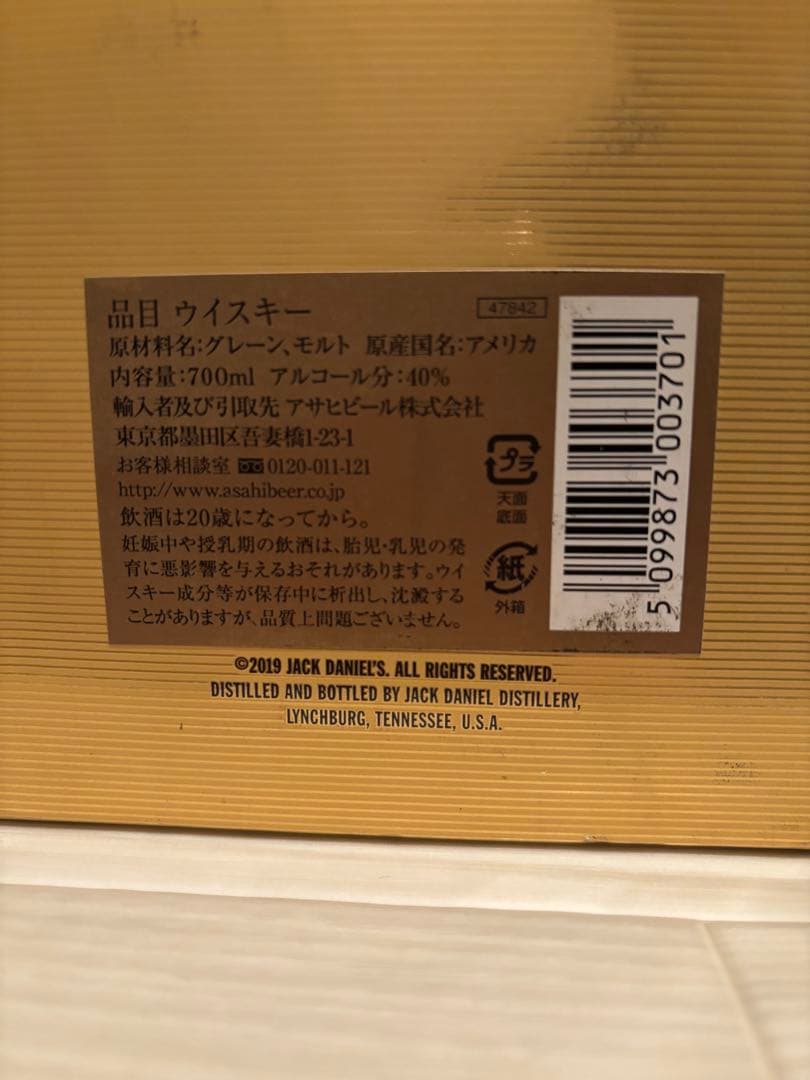 品目 ウイスキー
47842
原材料名:グレーン、モルト 原産国名:アメリカ
内容量:700ml アルコール分:40%
輸入者及び引取先 アサヒビール株式会社
東京都墨田区吾妻橋1-23-1
お客様相談室 0120-011-121
http://www.asahibeer.co.jp
飲酒は20歳になってから。
妊娠中や授乳期の飲酒は、胎児・乳児の発
育に悪影響を与えるおそれがあります。ウイ
スキー成分等が保存中に析出し、沈澱する
ことがありますが、品質上問題ございません。
プラ
天面
底面
紙
外箱
5 099873 003701
©2019 JACK DANIEL'S. ALL RIGHTS RESERVED.
DISTILLED AND BOTTLED BY JACK DANIEL DISTILLERY,
LYNCHBURG, TENNESSEE, U.S.A.